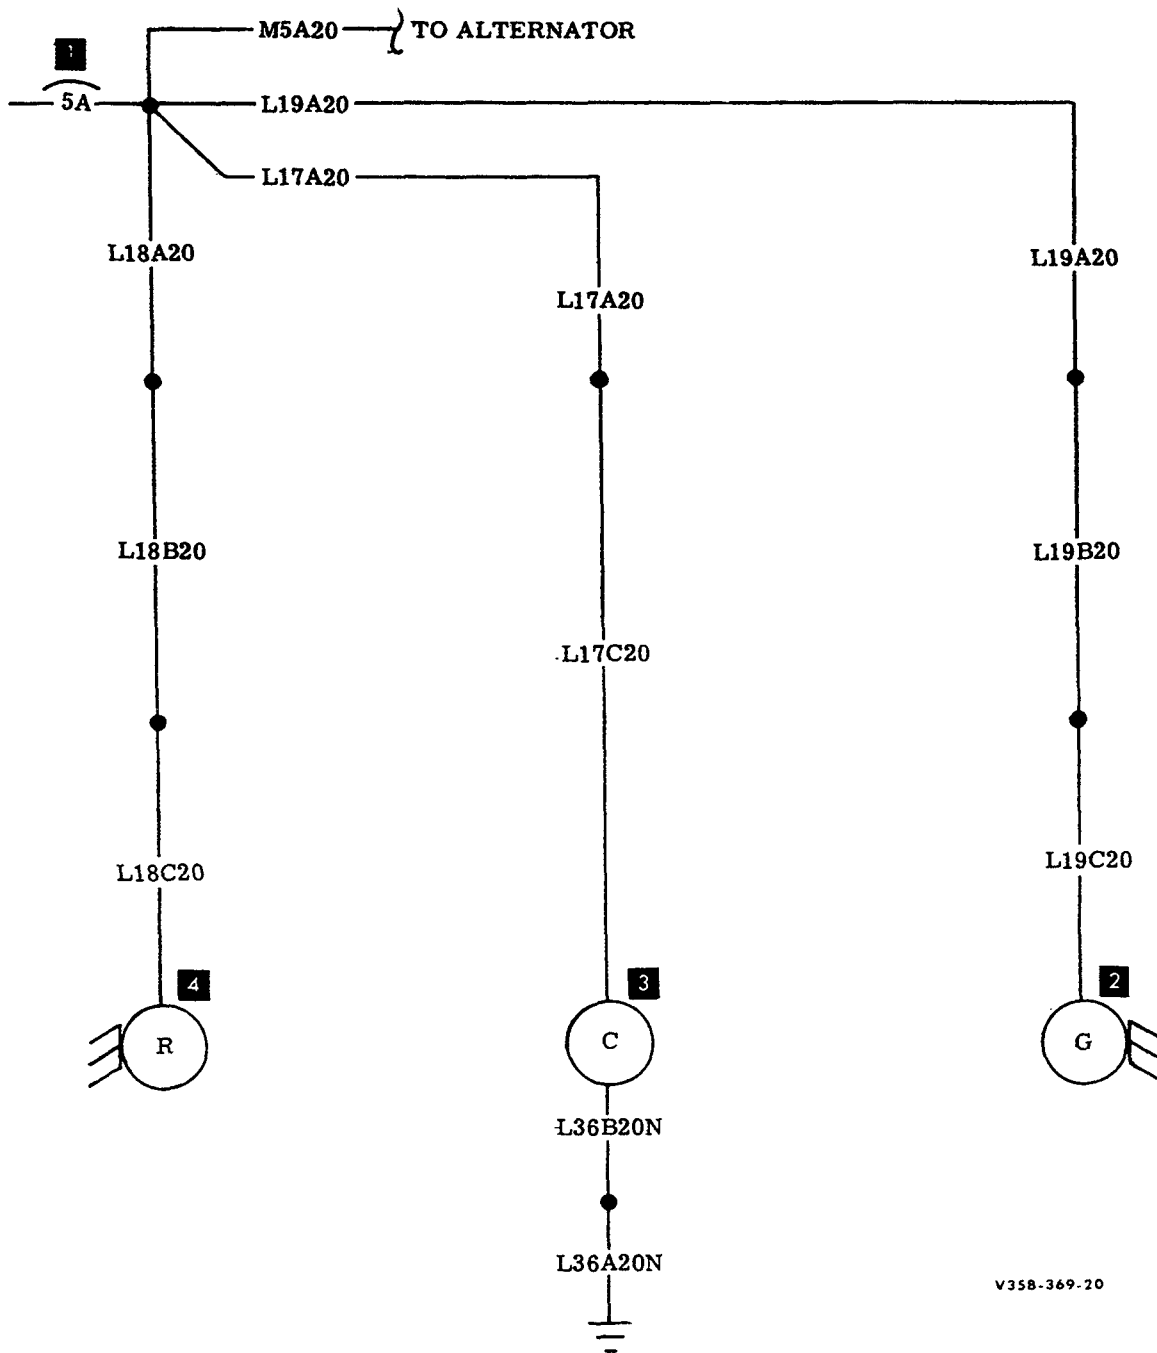 M5A20 TO ALTERNATOR
1
5A L19A20
L17A20
L18A20 L19A20
L17A20
L18B20 L19B20
L17C20
L18C20 L19C20
4 3 2
R C G
L36B20N
L36A20N
V358-369-20